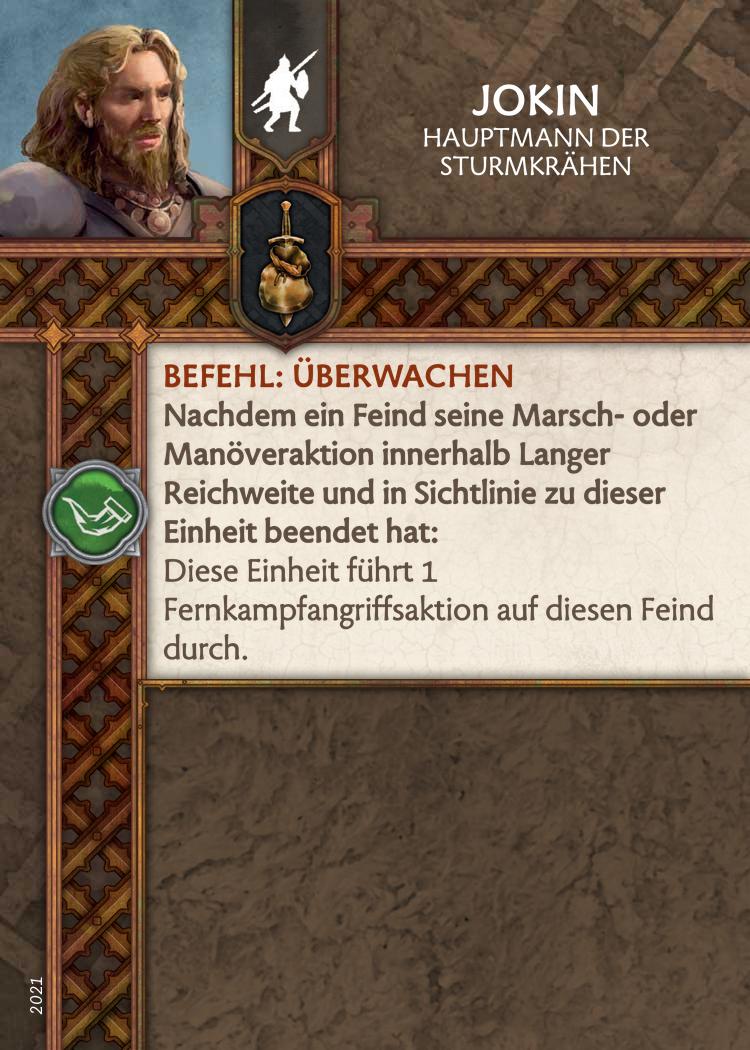 JOKIN
HAUPTMANN DER
STURMKRÄHEN
BEFEHL: ÜBERWACHEN
Nachdem ein Feind seine Marsch- oder
Manöveraktion innerhalb Langer
Reichweite und in Sichtlinie zu dieser
Einheit beendet hat:
Diese Einheit führt 1
Fernkampfangriffsaktion auf diesen Feind
durch.
2021